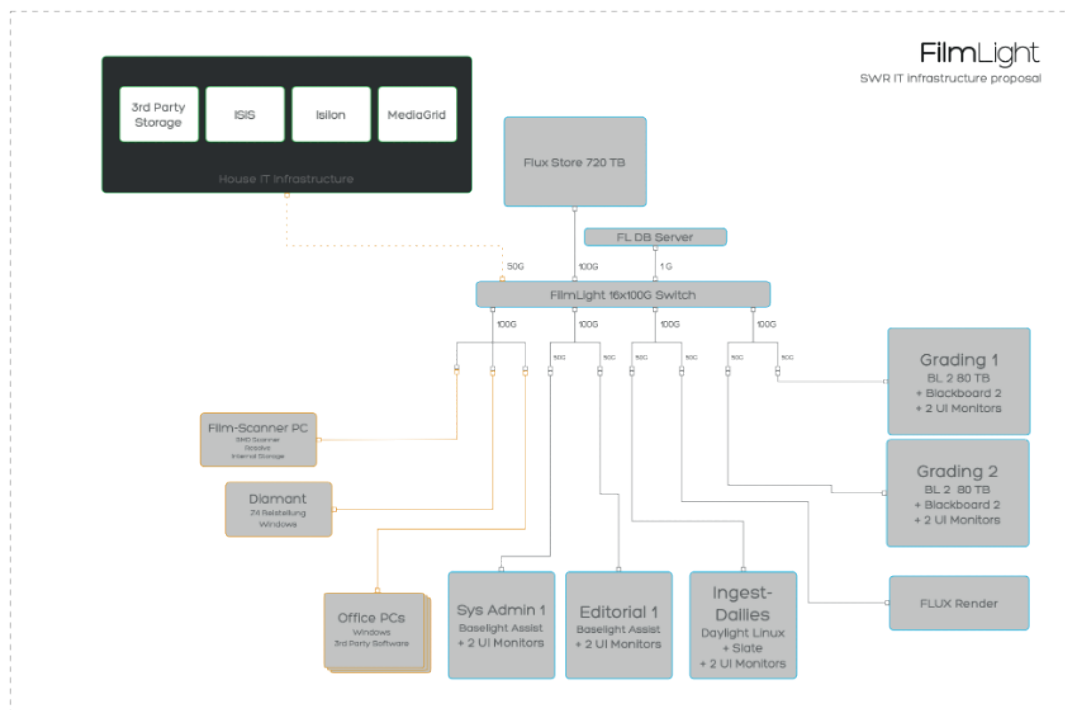 FilmLight
SWR IT infrastructure proposal
3rd Party
Storage
ISIS
Isilon
MediaGrid
House IT Infrastructure
Flux Store 720 TB
FL DB Server
50G
100G
1 G
FilmLight 16x100G Switch
100G
100G
100G
100G
50G
50G
50G
50G
50G
50G
Grading 1
BL 2 80 TB
+ Blackboard 2
+ 2 UI Monitors
Film-Scanner PC
BMD Scanner
Resolve
Internal Storage
Grading 2
BL 2 80 TB
+ Blackboard 2
+ 2 UI Monitors
Diamant
Z4 Beistellung
Windows
Sys Admin 1
Baselight Assist
+ 2 UI Monitors
Editorial 1
Baselight Assist
+ 2 UI Monitors
Ingest-
Dailies
Daylight Linux
+ Slate
+ 2 UI Monitors
FLUX Render
Office PCs
Windows
3rd Party Software